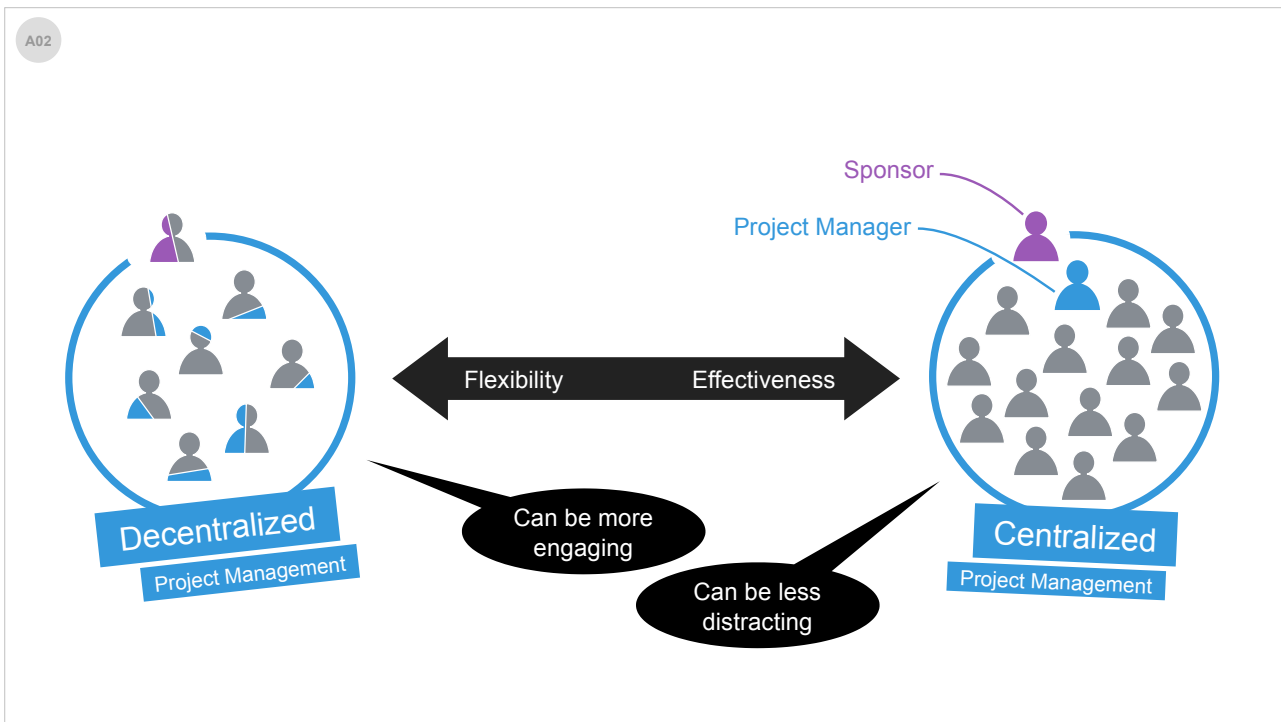 A02
Sponsor
Project Manager
Flexibility
Effectiveness
Can be more
engaging
Can be less
distracting
Decentralized
Project Management
Centralized
Project Management